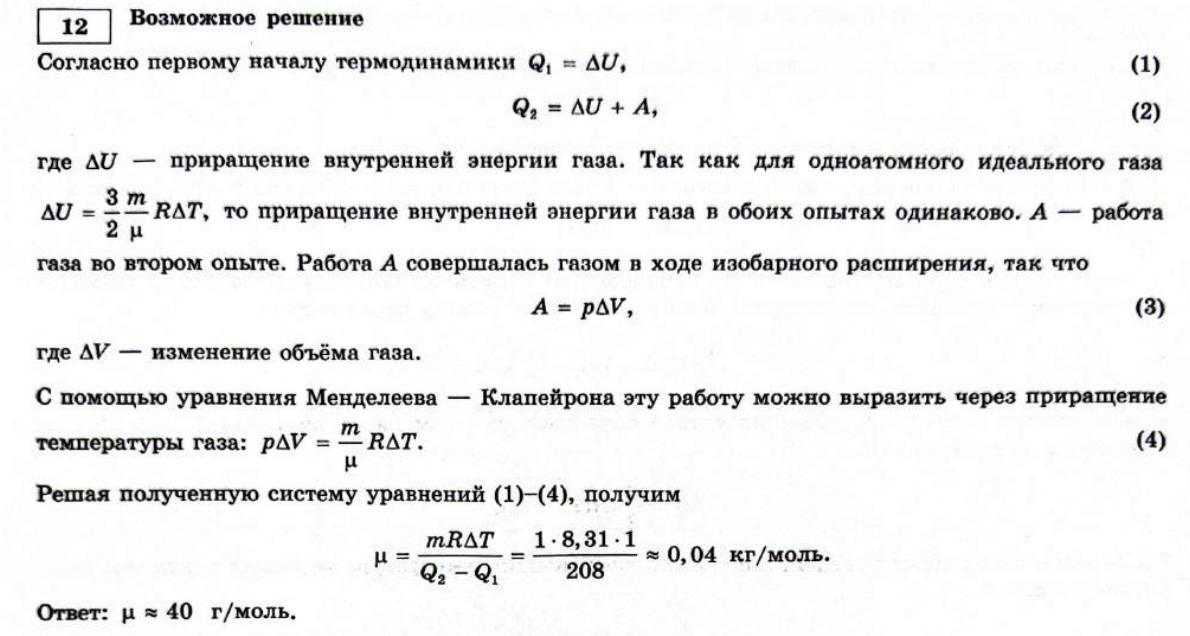 12 Возможное решение
Согласно первому началу термодинамики Q₁ = ΔU, (1)
Q₂ = ΔU + A, (2)
где ΔU — приращение внутренней энергии газа. Так как для одноатомного идеального газа
ΔU = 3/2 m/μ RΔT, то приращение внутренней энергии газа в обоих опытах одинаково. A — работа
газа во втором опыте. Работа A совершалась газом в ходе изобарного расширения, так что
A = pΔV, (3)
где ΔV — изменение объёма газа.
С помощью уравнения Менделеева — Клапейрона эту работу можно выразить через приращение
температуры газа: pΔV = m/μ RΔT. (4)
Решая полученную систему уравнений (1)–(4), получим
μ = mRΔT/(Q₂ – Q₁) = 1 · 8,31 · 1/208 ≈ 0,04 кг/моль.
Ответ: μ ≈ 40 г/моль.